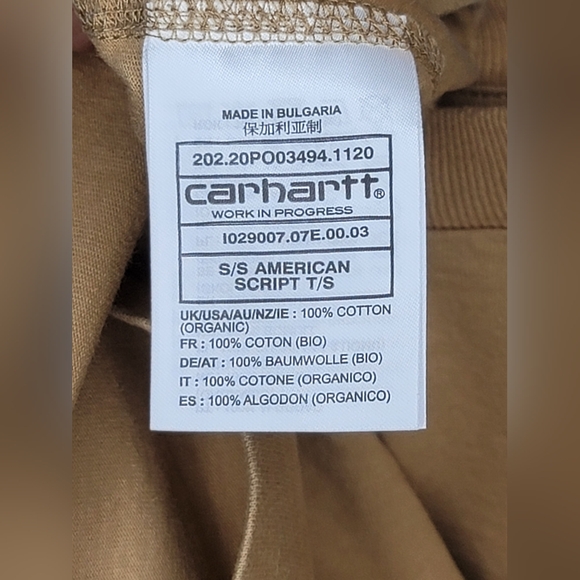 MADE IN BULGARIA
保加利亚制
202.20PO03494.1120
carhartt®
WORK IN PROGRESS
I029007.07E.00.03
S/S AMERICAN
SCRIPT T/S
UK/USA/AU/NZ/IE : 100% COTTON
(ORGANIC)
FR : 100% COTON (BIO)
DE/AT : 100% BAUMWOLLE (BIO)
IT : 100% COTONE (ORGANICO)
ES : 100% ALGODON (ORGANICO)